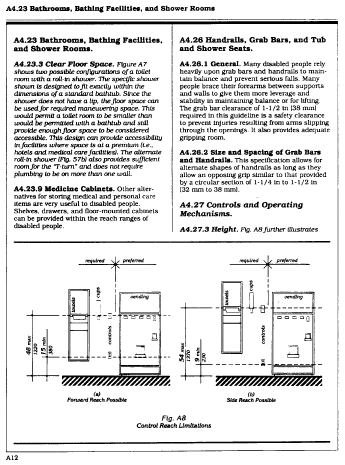 A4.23 Bathrooms, Bathing Facilities, and Shower Rooms
A4.23 Bathrooms, Bathing Facilities,
and Shower Rooms.
A4.23.3 Clear Floor Space. Figure A7
shows two possible configurations of a toilet
room with a roll-in shower. The specific shower
shown is designed to fit exactly within the
dimensions of a standard bathtub. Since the
shower does not have a lip, the floor space can
be used for required maneuvering space. This
would permit a toilet room to be smaller than
would be permitted with a bathtub and still
provide enough floor space to be considered
accessible. This design can provide accessibility
in facilities where space is at a premium (i.e.,
hotels and medical care facilities). The alternate
roll-in shower (Fig. 57b) also provides sufficient
room for the "T-turn" and does not require
plumbing to be on more than one wall.
A4.23.9 Medicine Cabinets. Other alter-
natives for storing medical and personal care
items are very useful to disabled people.
Shelves, drawers, and floor-mounted cabinets
can be provided within the reach ranges of
disabled people.
A4.26 Handrails, Grab Bars, and Tub
and Shower Seats.
A4.26.1 General. Many disabled people rely
heavily upon grab bars and handrails to main-
tain balance and prevent serious falls. Many
people brace their forearms between supports
and walls to give them more leverage and
stability in maintaining balance or for lifting.
The grab bar clearance of 1-1/2 in (38 mm)
required in this guideline is a safety clearance
to prevent injuries resulting from arms slipping
through the openings. It also provides adequate
gripping room.
A4.26.2 Size and Spacing of Grab Bars
and Handrails. This specification allows for
alternate shapes of handrails as long as they
allow an opposing grip similar to that provided
by a circular section of 1-1/4 in to 1-1/2 in
(32 mm to 38 mm).
A4.27 Controls and Operating
Mechanisms.
A4.27.3 Height. Fig. A8 further illustrates
required preferred
towels
cups
vending
controls
48 max
1220
15 min
380
(a)
Forward Reach Possible
required preferred
towels
cups
vending
controls
54 max
1370
9 min
230
(b)
Side Reach Possible
Fig. A8
Control Reach Limitations
A12